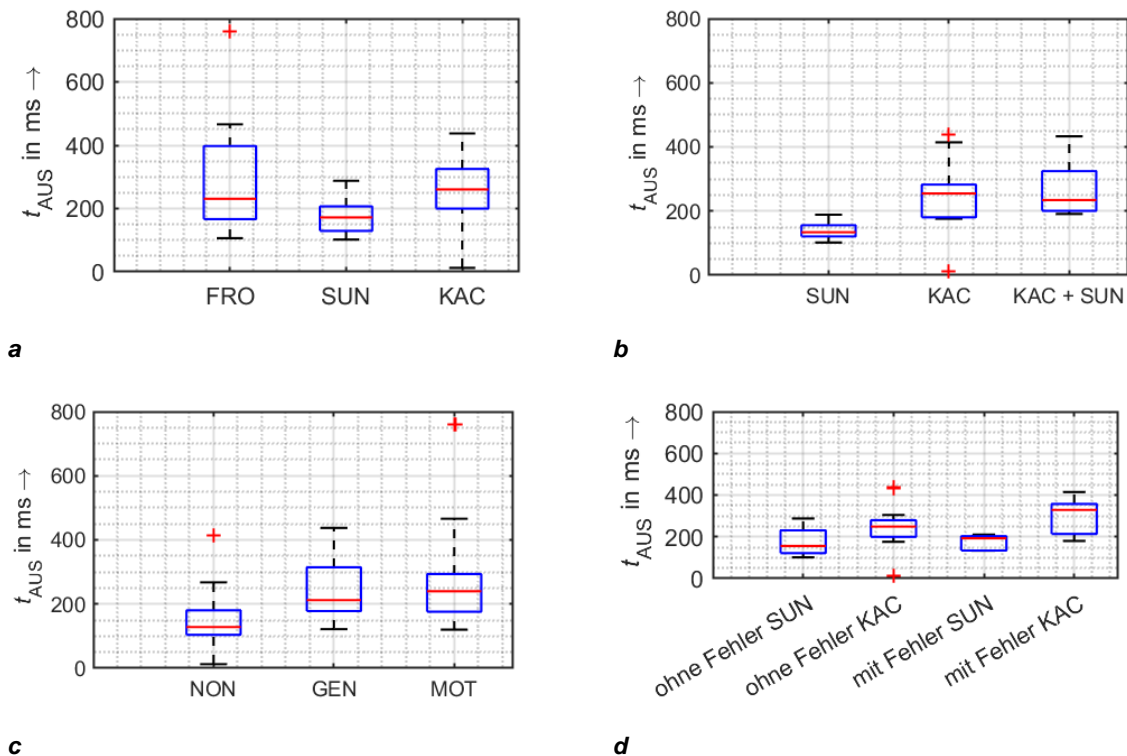 800
600
400
200
0
t_AUS in ms →
FRO SUN KAC
a
800
600
400
200
0
t_AUS in ms →
SUN KAC KAC + SUN
b
800
600
400
200
0
t_AUS in ms →
NON GEN MOT
c
800
600
400
200
0
t_AUS in ms →
ohne Fehler SUN
ohne Fehler KAC
mit Fehler SUN
mit Fehler KAC
d